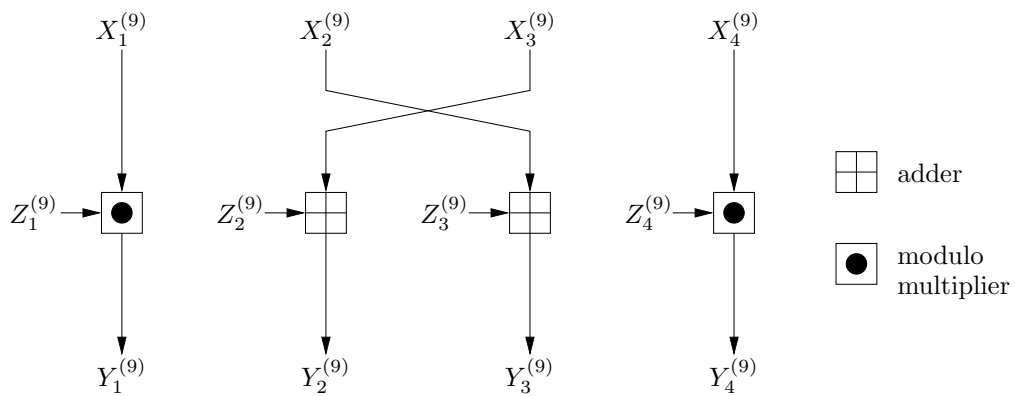 X_1^{(9)} X_2^{(9)} X_3^{(9)} X_4^{(9)}
adder
Z_1^{(9)} Z_2^{(9)} Z_3^{(9)} Z_4^{(9)}
modulo
multiplier
Y_1^{(9)} Y_2^{(9)} Y_3^{(9)} Y_4^{(9)}